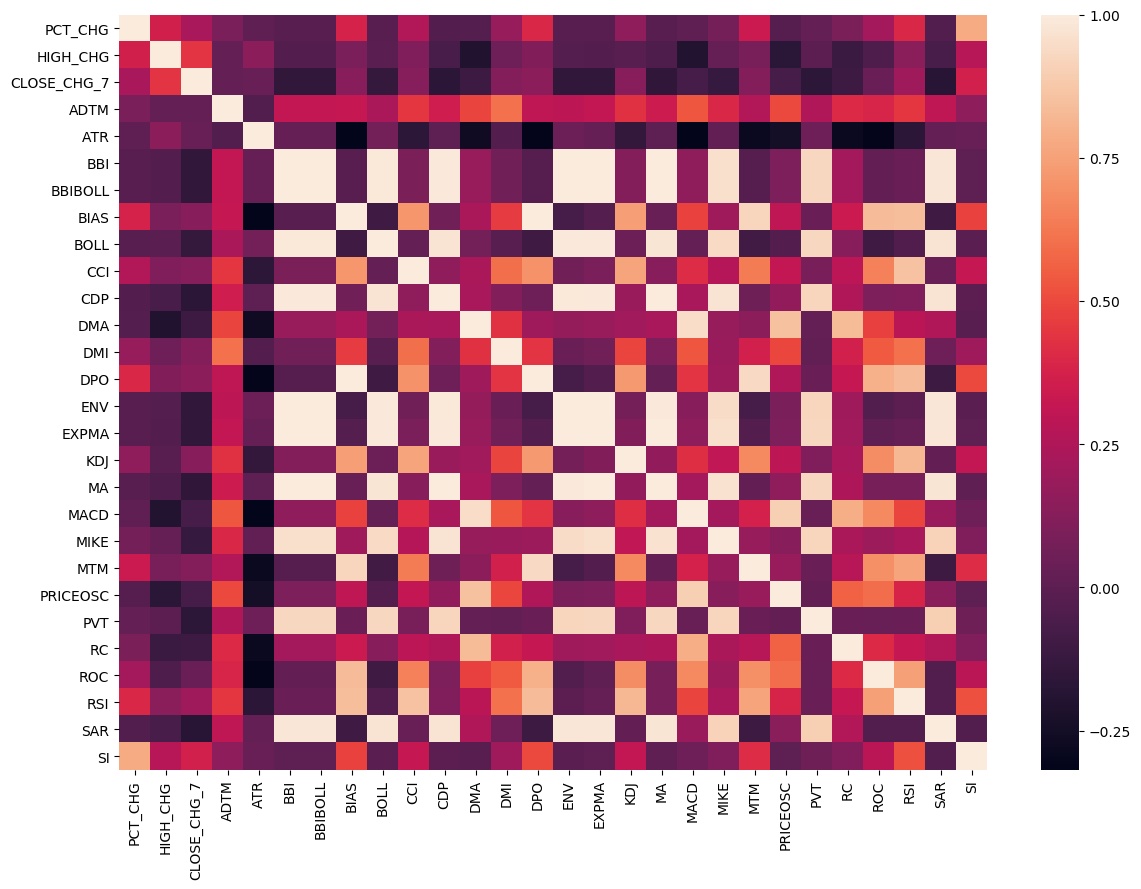 PCT_CHG
HIGH_CHG
CLOSE_CHG_7
ADTM
ATR
BBI
BBIBOLL
BIAS
BOLL
CCI
CDP
DMA
DMI
DPO
ENV
EXPMA
KDJ
MA
MACD
MIKE
MTM
PRICEOSC
PVT
RC
ROC
RSI
SAR
SI
PCT_CHG
HIGH_CHG
CLOSE_CHG_7
ADTM
ATR
BBI
BBIBOLL
BIAS
BOLL
CCI
CDP
DMA
DMI
DPO
ENV
EXPMA
KDJ
MA
MACD
MIKE
MTM
PRICEOSC
PVT
RC
ROC
RSI
SAR
SI
1.00
0.75
0.50
0.25
0.00
−0.25